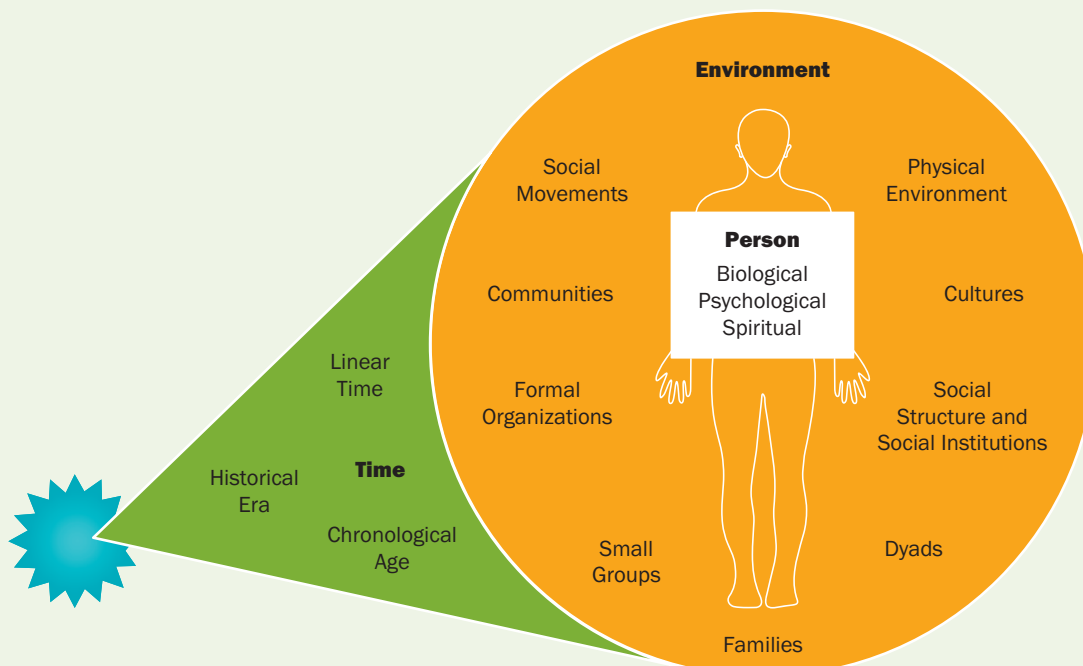 Environment
Social
Movements
Physical
Environment
Person
Biological
Psychological
Spiritual
Communities
Cultures
Linear
Time
Formal
Organizations
Social
Structure and
Social Institutions
Time
Historical
Era
Chronological
Age
Small
Groups
Dyads
Families